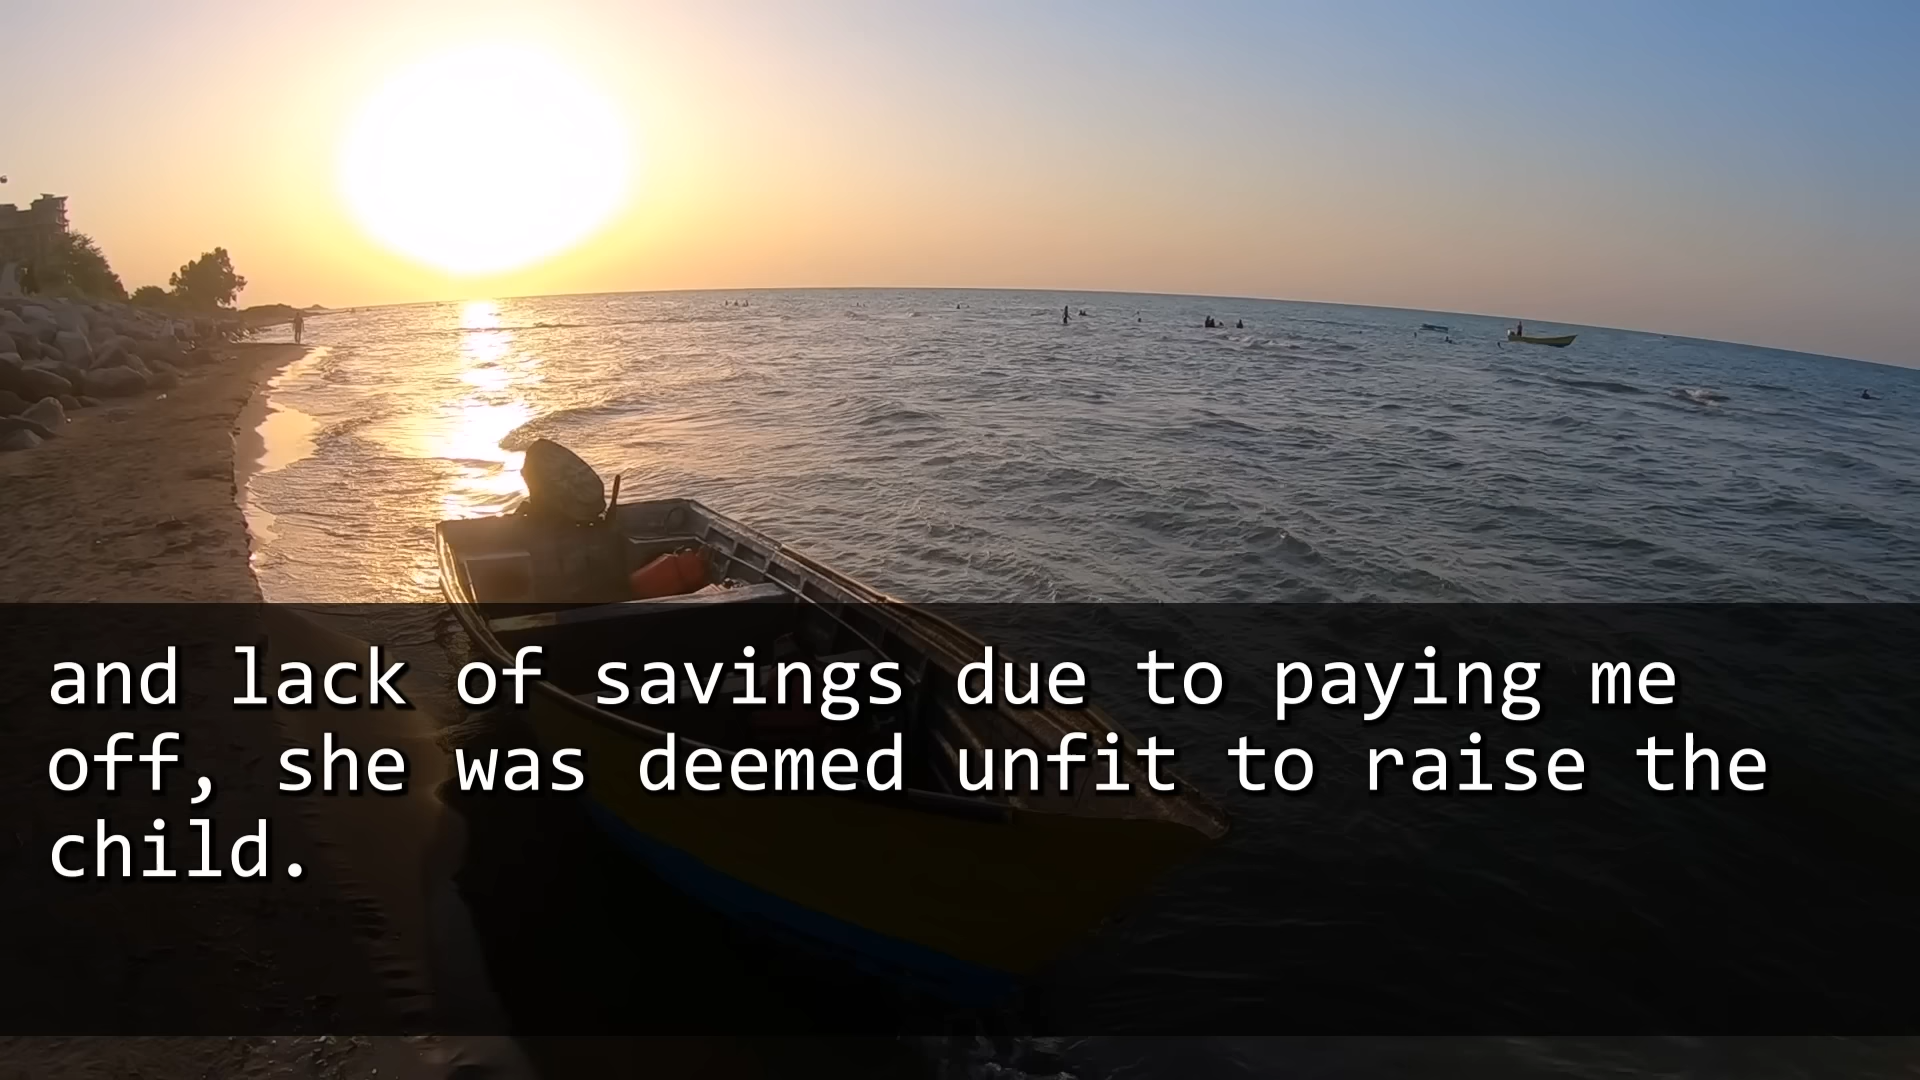 and lack of savings due to paying me
off, she was deemed unfit to raise the
child.